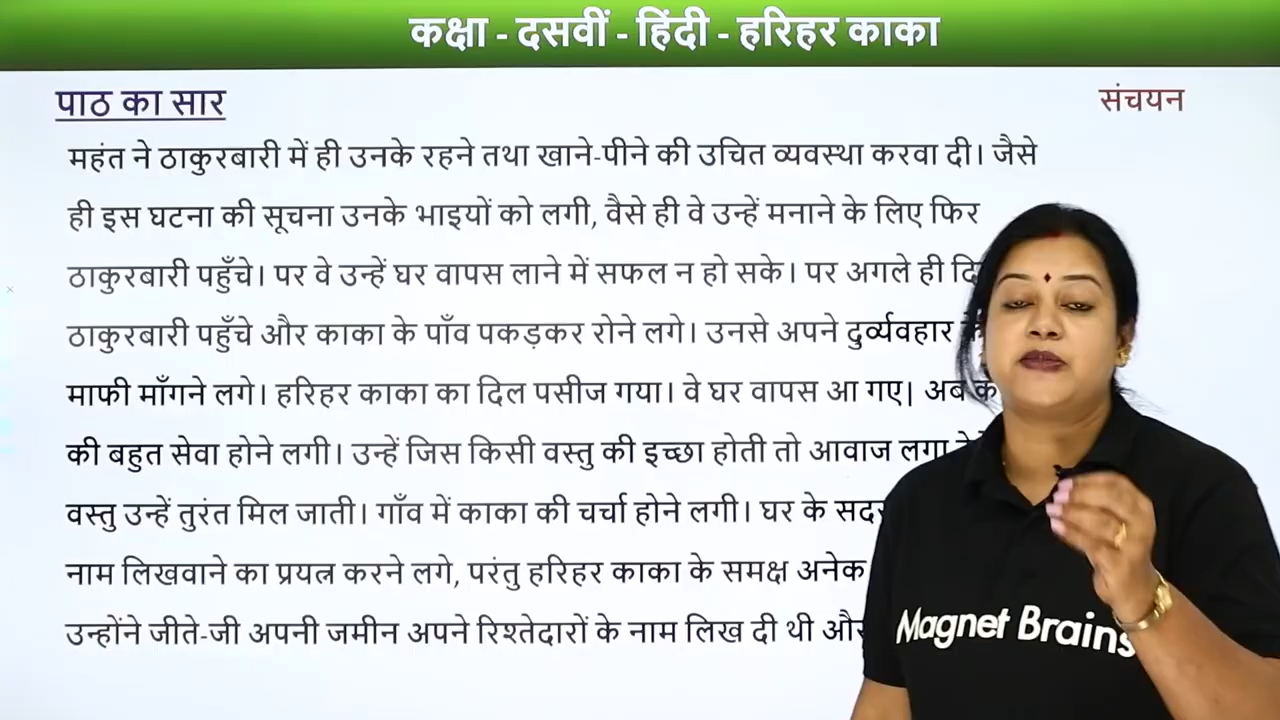 कक्षा - दसवीं - हिंदी - हरिहर काका
पाठ का सार
संचयन
महंत ने ठाकुरबारी में ही उनके रहने तथा खाने-पीने की उचित व्यवस्था करवा दी। जैसे
ही इस घटना की सूचना उनके भाइयों को लगी, वैसे ही वे उन्हें मनाने के लिए फिर
ठाकुरबारी पहुँचे। पर वे उन्हें घर वापस लाने में सफल न हो सके। पर अगले ही
ठाकुरबारी पहुँचे और काका के पाँव पकड़कर रोने लगे। उनसे अपने दुर्व्यवहार
माफी माँगने लगे। हरिहर काका का दिल पसीज गया। वे घर वापस आ गए| अब
की बहुत सेवा होने लगी। उन्हें जिस किसी वस्तु की इच्छा होती तो आवाज लगा
वस्तु उन्हें तुरंत मिल जाती। गाँव में काका की चर्चा होने लगी। घर के
नाम लिखवाने का प्रयत्न करने लगे, परंतु हरिहर काका के समक्ष अनेक
उन्होंने जीते-जी अपनी जमीन अपने रिश्तेदारों के नाम लिख दी थी
Magnet Brains